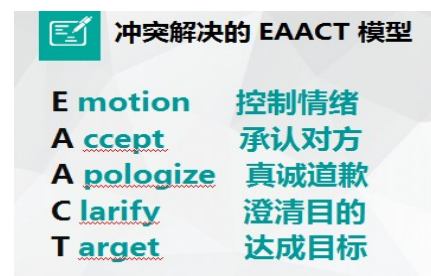 冲突解决的 EAACT 模型
E motion 控制情绪
A ccept 承认对方
A pologize 真诚道歉
C larify 澄清目的
T arget 达成目标